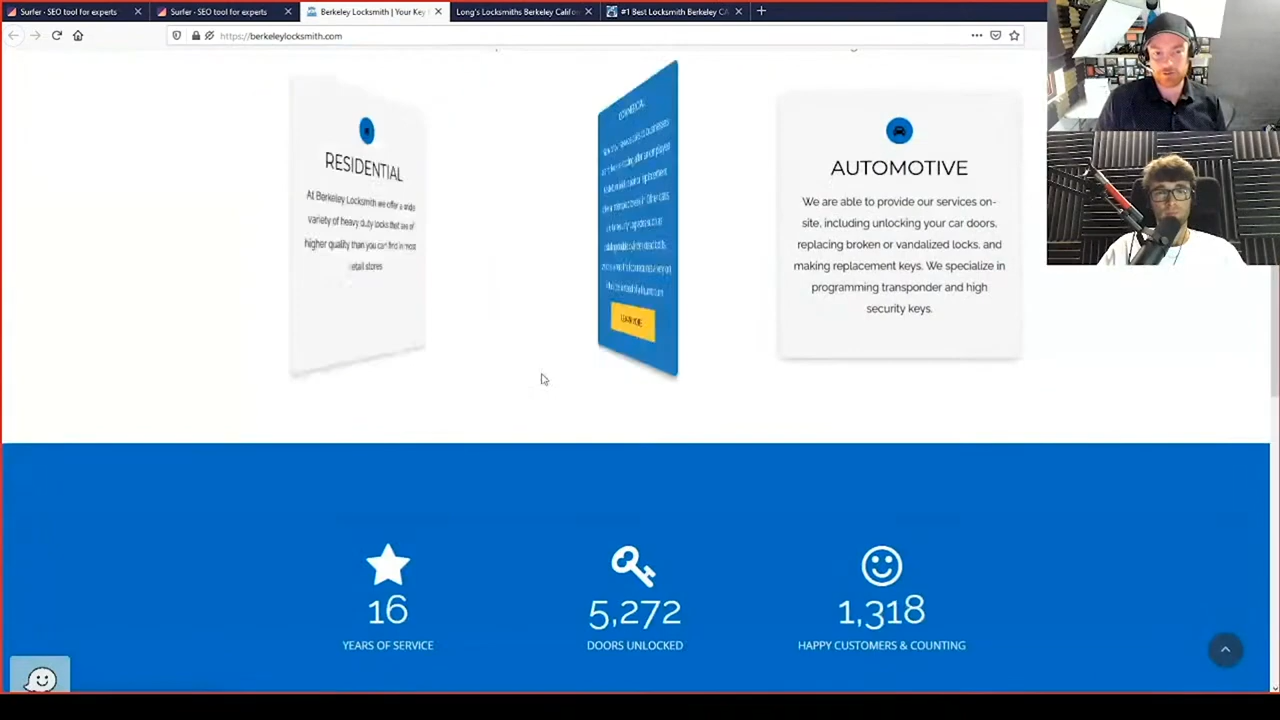 Surfer - SEO tool for experts
Surfer - SEO tool for experts
Berkeley Locksmith | Your Key
Long's Locksmiths Berkeley Califo
#1 Best Locksmith Berkeley CA
https://berkeleylocksmith.com
RESIDENTIAL
At Berkeley Locksmith we offer a wide
variety of heavy duty locks that are of
higher quality than you can find in most
retail stores
COMMERCIAL
AUTOMOTIVE
We are able to provide our services on-
site, including unlocking your car doors,
replacing broken or vandalized locks, and
making replacement keys. We specialize in
programming transponder and high
security keys.
16
YEARS OF SERVICE
5,272
DOORS UNLOCKED
1,318
HAPPY CUSTOMERS & COUNTING